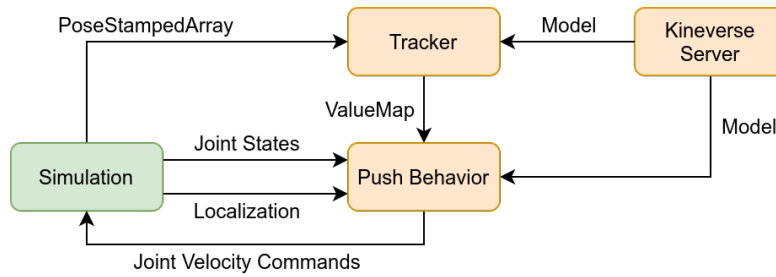 PoseStampedArray
Tracker
Model
Kineverse
Server
ValueMap
Model
Simulation
Joint States
Push Behavior
Localization
Joint Velocity Commands